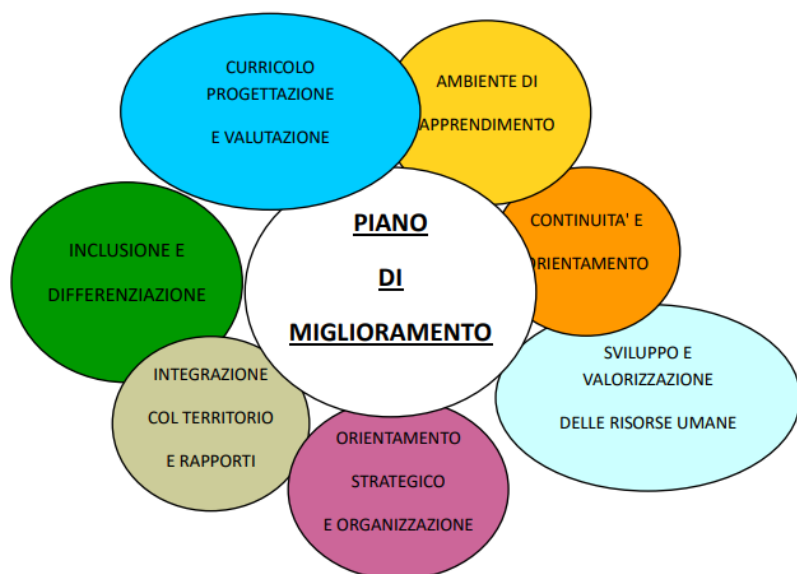 CURRICOLO
PROGETTAZIONE
E VALUTAZIONE
AMBIENTE DI
APPRENDIMENTO
PIANO
DI
MIGLIORAMENTO
CONTINUITA' E
ORIENTAMENTO
INCLUSIONE E
DIFFERENZIAZIONE
SVILUPPO E
VALORIZZAZIONE
DELLE RISORSE UMANE
INTEGRAZIONE
COL TERRITORIO
E RAPPORTI
ORIENTAMENTO
STRATEGICO
E ORGANIZZAZIONE